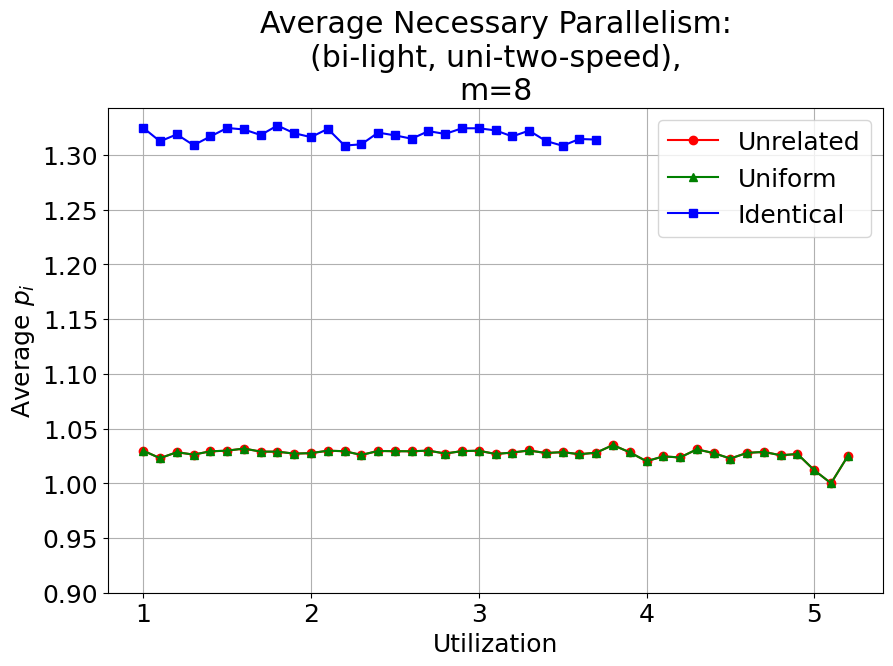 Average Necessary Parallelism:
(bi-light, uni-two-speed),
m=8
Unrelated
Uniform
Identical
Average p_i
1.30
1.25
1.20
1.15
1.10
1.05
1.00
0.95
0.90
1 2 3 4 5
Utilization